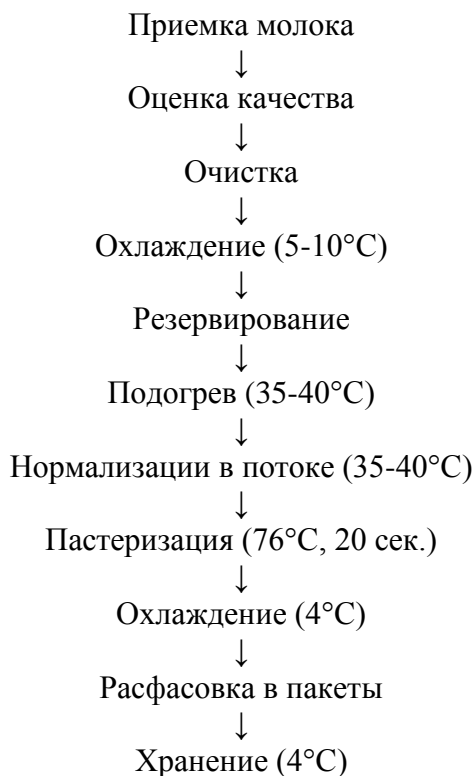 Приемка молока
↓
Оценка качества
↓
Очистка
↓
Охлаждение (5-10°С)
↓
Резервирование
↓
Подогрев (35-40°С)
↓
Нормализации в потоке (35-40°С)
↓
Пастеризация (76°С, 20 сек.)
↓
Охлаждение (4°С)
↓
Расфасовка в пакеты
↓
Хранение (4°С)